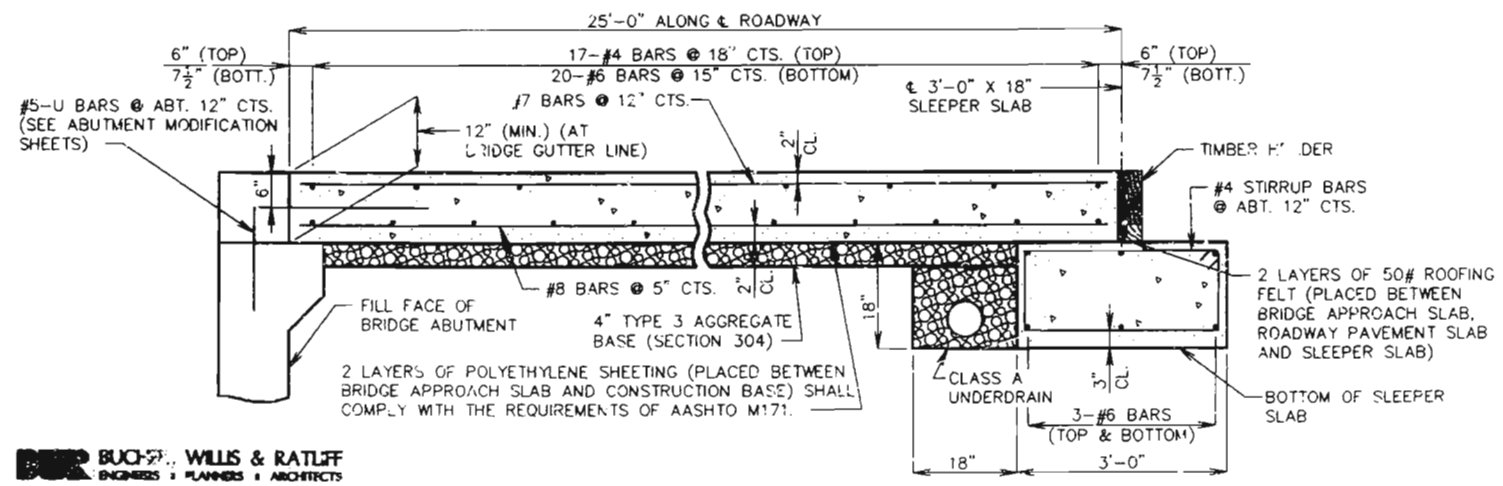 25'-0" ALONG ℄ ROADWAY
6" (TOP)
7½" (BOTT.)
17-#4 BARS @ 18" CTS. (TOP)
20-#6 BARS @ 15" CTS. (BOTTOM)
6" (TOP)
7½" (BOTT.)
#5-U BARS @ ABT. 12" CTS.
(SEE ABUTMENT MODIFICATION
SHEETS)
#7 BARS @ 12" CTS.
℄ 3'-0" X 18"
SLEEPER SLAB
12" (MIN.) (AT
BRIDGE GUTTER LINE)
2"
CL.
TIMBER
6"
#4 STIRRUP BARS
@ ABT. 12" CTS.
#8 BARS @ 5" CTS.
2"
CL.
FILL FACE OF
BRIDGE ABUTMENT
4" TYPE 3 AGGREGATE
BASE (SECTION 304)
18"
2 LAYERS OF 50# ROOFING
FELT (PLACED BETWEEN
BRIDGE APPROACH SLAB,
ROADWAY PAVEMENT SLAB
AND SLEEPER SLAB)
2 LAYERS OF POLYETHYLENE SHEETING (PLACED BETWEEN
BRIDGE APPROACH SLAB AND CONSTRUCTION BASE) SHALL
COMPLY WITH THE REQUIREMENTS OF AASHTO M171.
CLASS A
UNDERDRAIN
3"
CL.
BOTTOM OF SLEEPER
SLAB
3-#6 BARS
(TOP & BOTTOM)
18"
3'-0"
WILLIS & RATLIFF
ENGINEERS PLANNERS ARCHITECTS